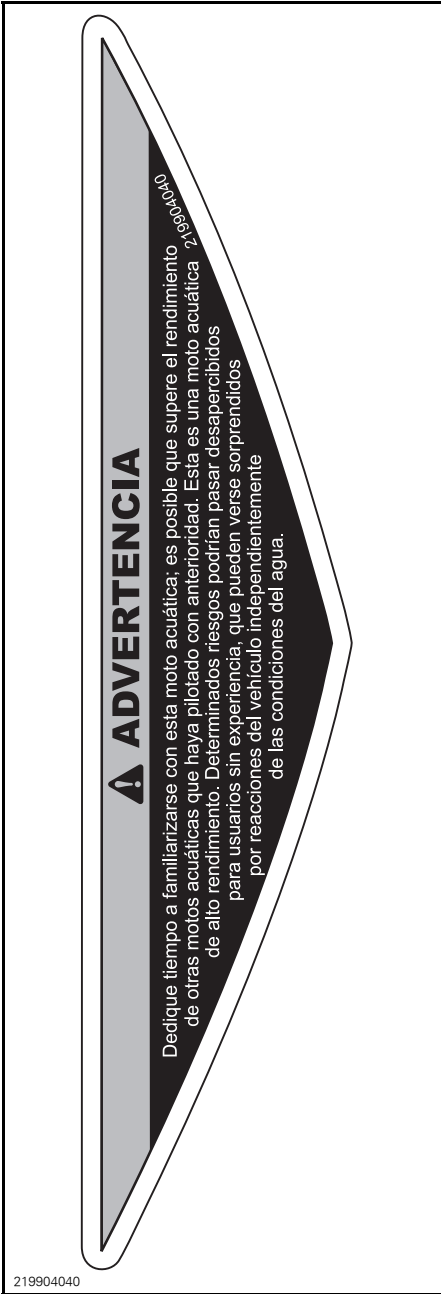 ADVERTENCIA
Dedique tiempo a familiarizarse con esta moto acuática; es posible que supere el rendimiento
de otras motos acuáticas que haya pilotado con anterioridad. Esta es una moto acuática
de alto rendimiento. Determinados riesgos podrían pasar desapercibidos
para usuarios sin experiencia, que pueden verse sorprendidos
por reacciones del vehículo independientemente
de las condiciones del agua.
219904040
219904040